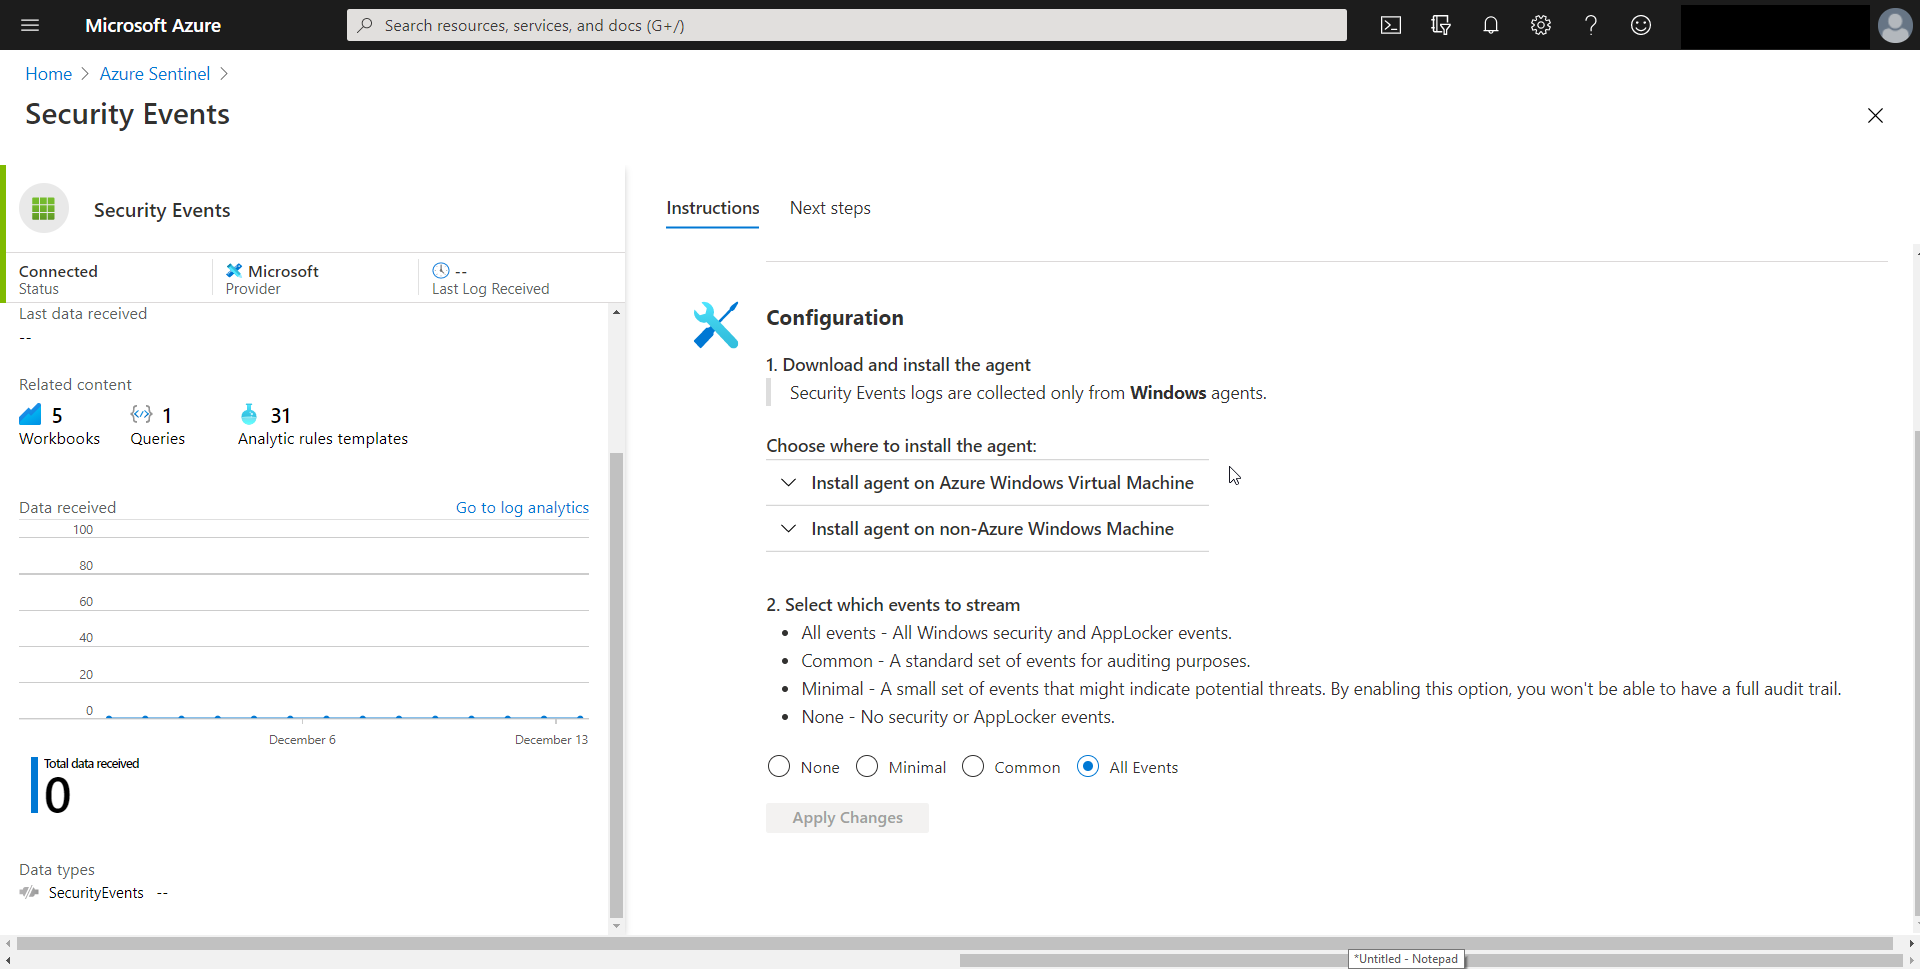 Microsoft Azure
Search resources, services, and docs (G+/)
Home > Azure Sentinel >
Security Events
Security Events
Connected
Status
Microsoft
Provider
--
Last Log Received
Last data received
--
Related content
5
Workbooks
1
Queries
31
Analytic rules templates
Data received
Go to log analytics
100
80
60
40
20
0
December 6
December 13
Total data received
0
Data types
SecurityEvents --
Instructions
Next steps
Configuration
1. Download and install the agent
Security Events logs are collected only from Windows agents.
Choose where to install the agent:
Install agent on Azure Windows Virtual Machine
Install agent on non-Azure Windows Machine
2. Select which events to stream
• All events - All Windows security and AppLocker events.
• Common - A standard set of events for auditing purposes.
• Minimal - A small set of events that might indicate potential threats. By enabling this option, you won't be able to have a full audit trail.
• None - No security or AppLocker events.
None Minimal Common All Events
Apply Changes
*Untitled - Notepad